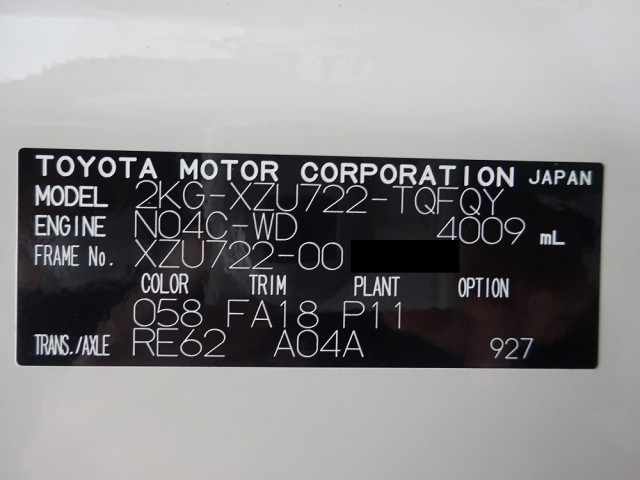 TOYOTA MOTOR CORPORATION JAPAN
MODEL 2KG-XZU722-TQFQY
ENGINE N04C-WD 4009 mL
FRAME No. XZU722-00
COLOR TRIM PLANT OPTION
058 FA18 P11
TRANS./AXLE RE62 A04A 927